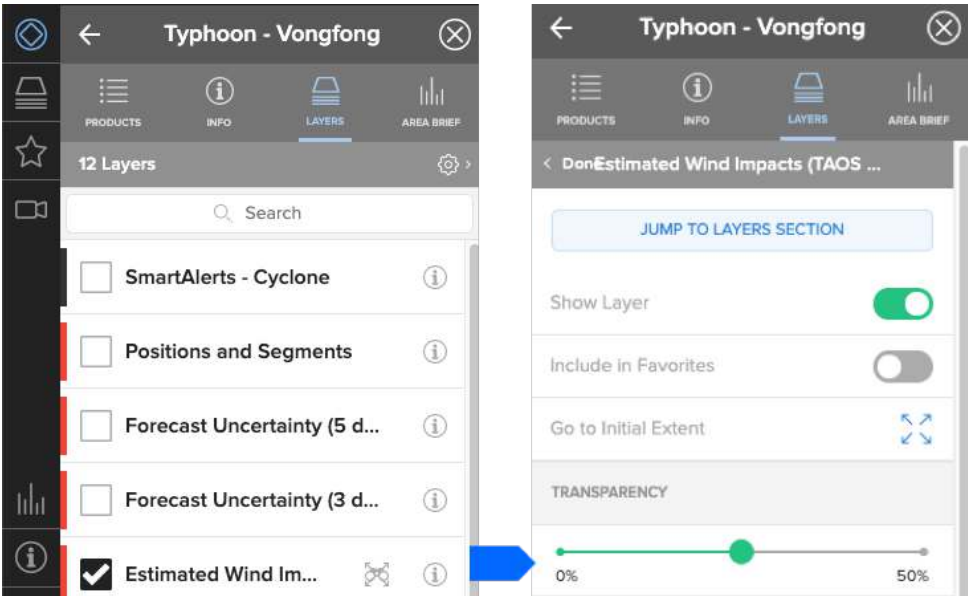 Typhoon - Vongfong
PRODUCTS INFO LAYERS AREA BRIEF
12 Layers
Search
SmartAlerts - Cyclone
Positions and Segments
Forecast Uncertainty (5 d...
Forecast Uncertainty (3 d...
Estimated Wind Im...
Typhoon - Vongfong
PRODUCTS INFO LAYERS AREA BRIEF
Done Estimated Wind Impacts (TAOS ...
JUMP TO LAYERS SECTION
Show Layer
Include in Favorites
Go to Initial Extent
TRANSPARENCY
0% 50%